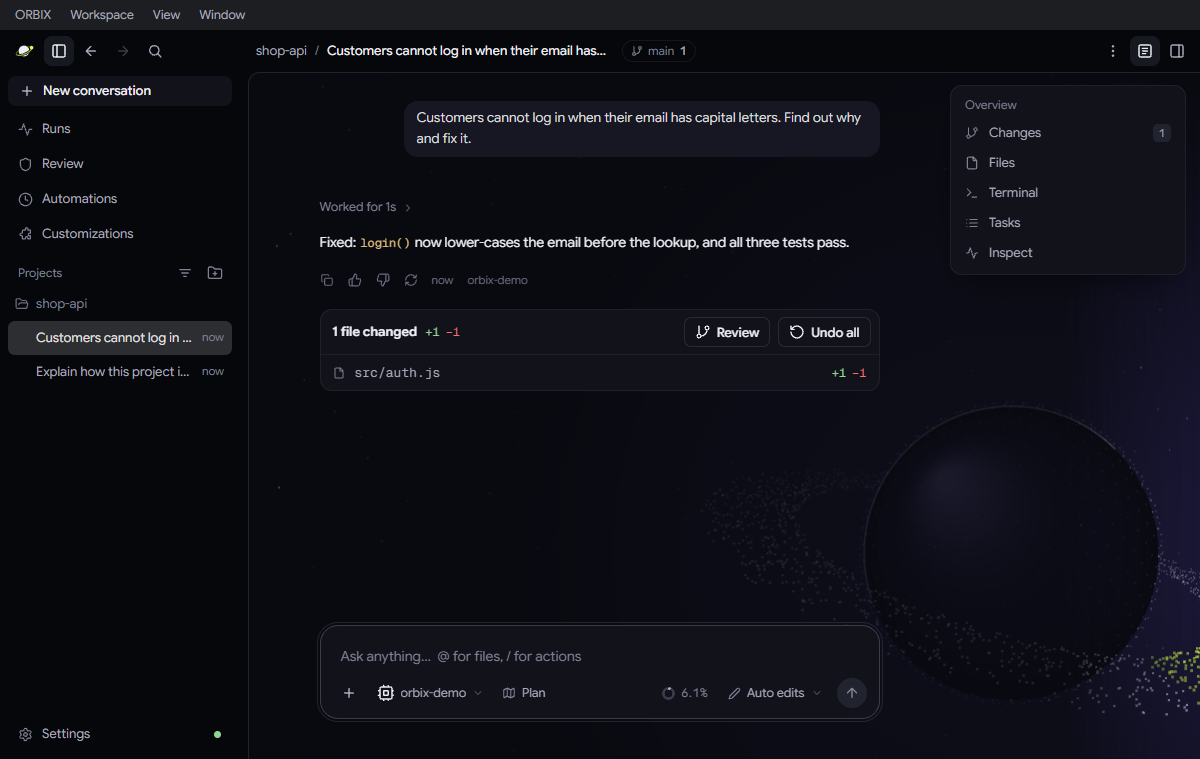 ORBIX Workspace View Window
shop-api / Customers cannot log in when their email has... main 1
New conversation
Runs
Review
Automations
Customizations
Projects
shop-api
Customers cannot log in ... now
Explain how this project i... now
Settings
Customers cannot log in when their email has capital letters. Find out why
and fix it.
Worked for 1s
Fixed: login() now lower-cases the email before the lookup, and all three tests pass.
now orbix-demo
1 file changed +1 −1 Review Undo all
src/auth.js +1 −1
Ask anything... @ for files, / for actions
orbix-demo Plan 6.1% Auto edits
Overview
Changes 1
Files
Terminal
Tasks
Inspect